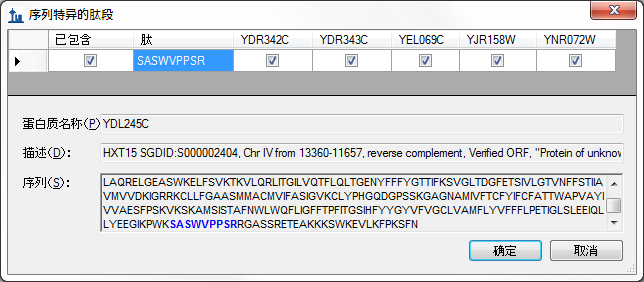 序列特异的肽段
已包含 肽 YDR342C YDR343C YEL069C YJR158W YNR072W
SASWVPPSR
蛋白质名称(P) YDL245C
描述(D): HXT15 SGDID:S000002404, Chr IV from 13360-11657, reverse complement, Verified ORF, "Protein of unknow
序列(S): LAQRELGEASWKELFSVKTKVLQRLITGILVQTFLQLTGENYFFFYGTTIFKSVGLTDGFETSIVLGTVNFFSTIIA
VMVVDKIGRRKCLLFGAASMMACMVIFASIGVKCLYPHGQDGPSSKGAGNAMIVFTCFYIFCFATTWAPVAYI
VVAESFPSKVKSKAMSISTAFNWLWQFLIGFFTPFITGSIHFYYGYVFVGCLVAMFLYVFFFLPETIGLSLEEIQL
LYEEGIKPWKSASWVPPSRRGASSRETEAKKKSWKEVLKFPKSFN
确定 取消